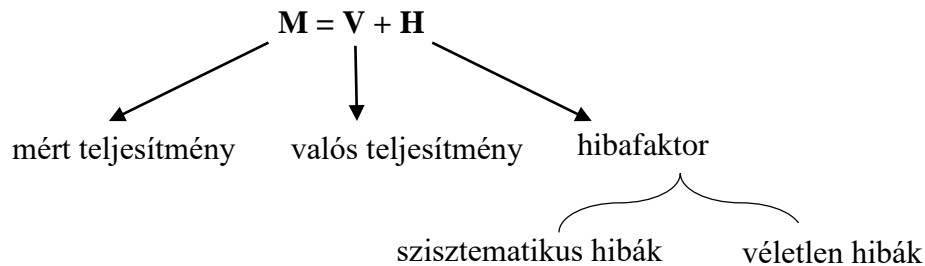 M = V + H
mért teljesítmény valós teljesítmény hibafaktor
szisztematikus hibák véletlen hibák